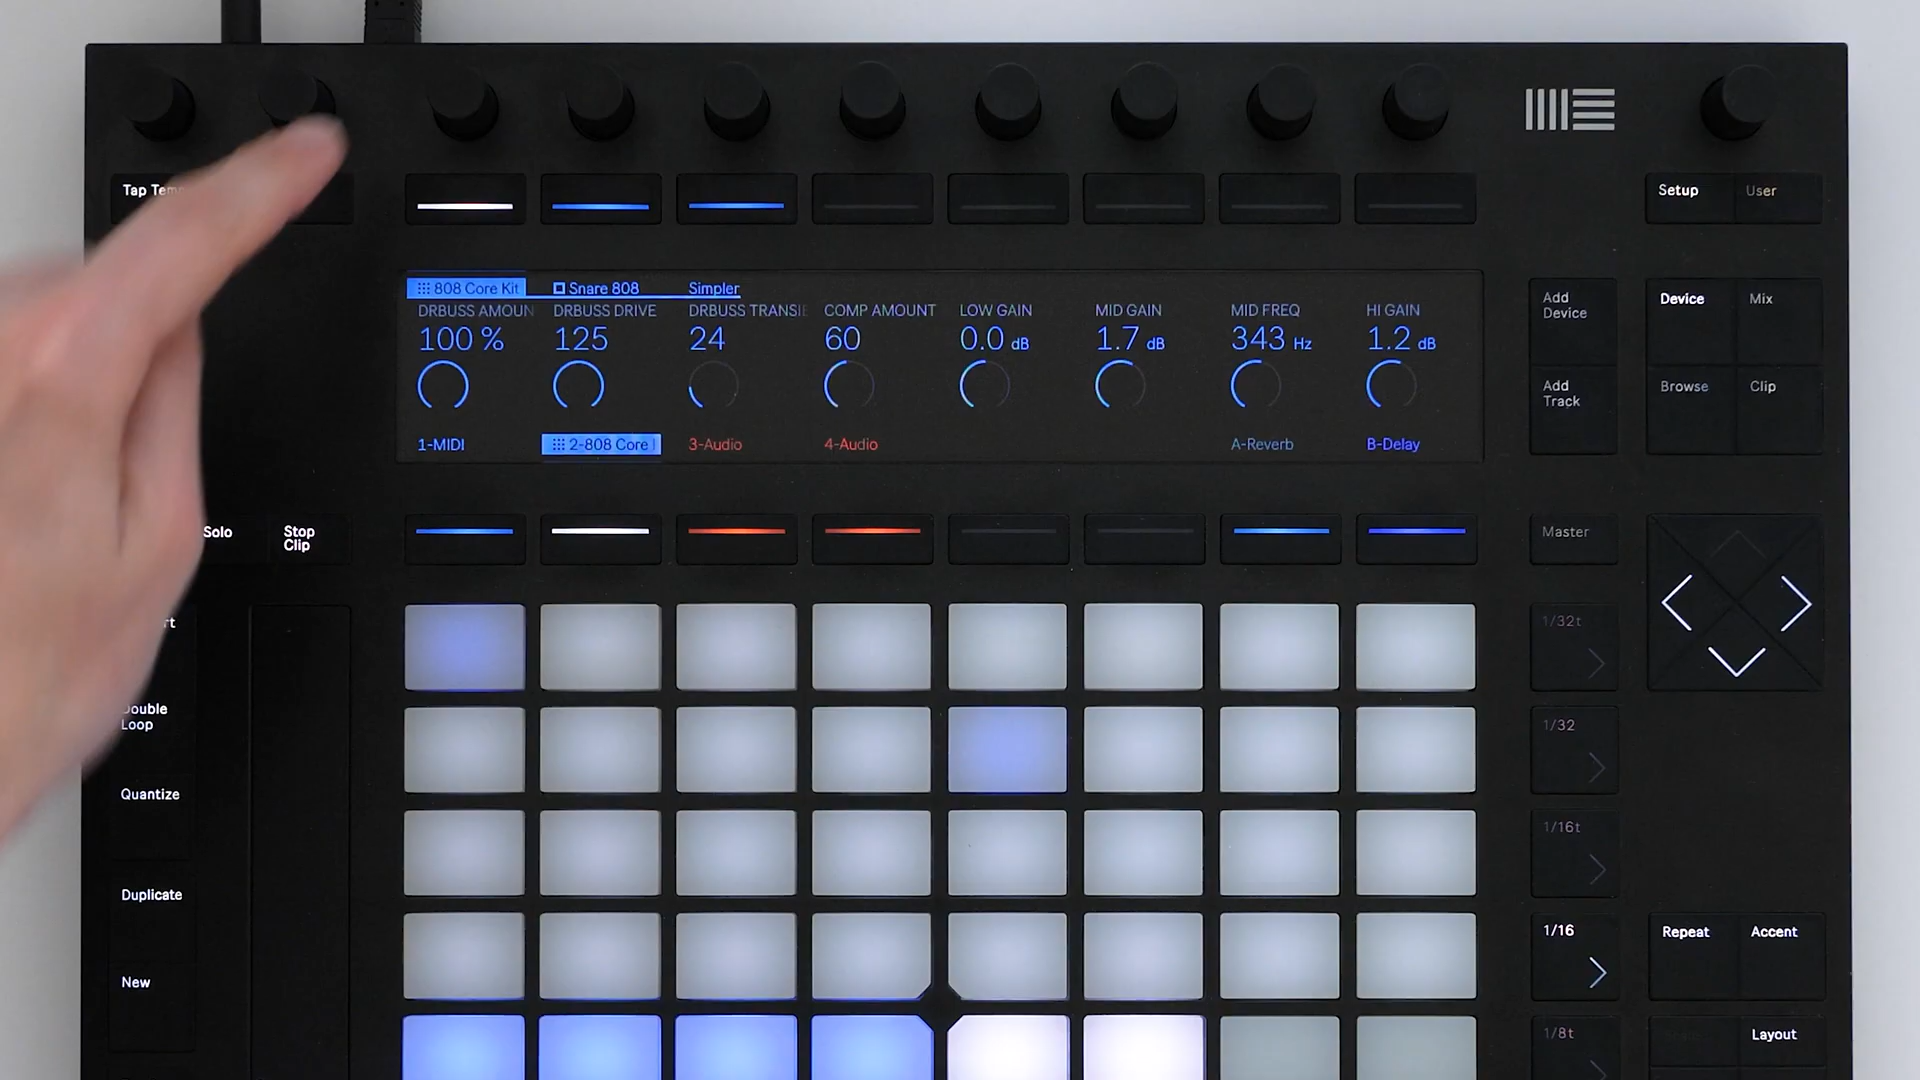 Tap Tem
Setup User
808 Core Kit Snare 808 Simpler
DRBUSS AMOUN DRBUSS DRIVE DRBUSS TRANSIE COMP AMOUNT LOW GAIN MID GAIN MID FREQ HI GAIN
100 % 125 24 60 0.0 dB 1.7 dB 343 Hz 1.2 dB
1-MIDI 2-808 Core 3-Audio 4-Audio A-Reverb B-Delay
Add
Device
Device Mix
Add
Track
Browse Clip
Solo
Stop
Clip
Master
rt
1/32t
Double
Loop
1/32
Quantize
1/16t
Duplicate
1/16
Repeat Accent
New
1/8t
Layout